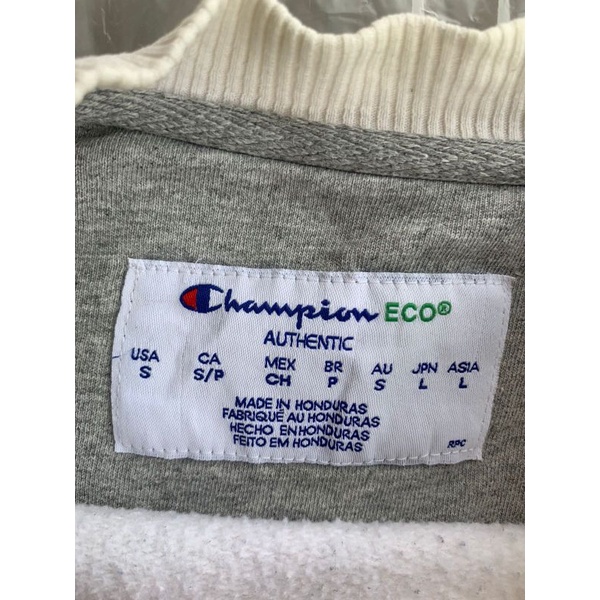 Champion ECO®
AUTHENTIC
USA CA MEX BR AU JPN ASIA
S S/P CH P S L L
MADE IN HONDURAS
FABRIQUÉ AU HONDURAS
HECHO EN HONDURAS
FEITO EM HONDURAS
RPC